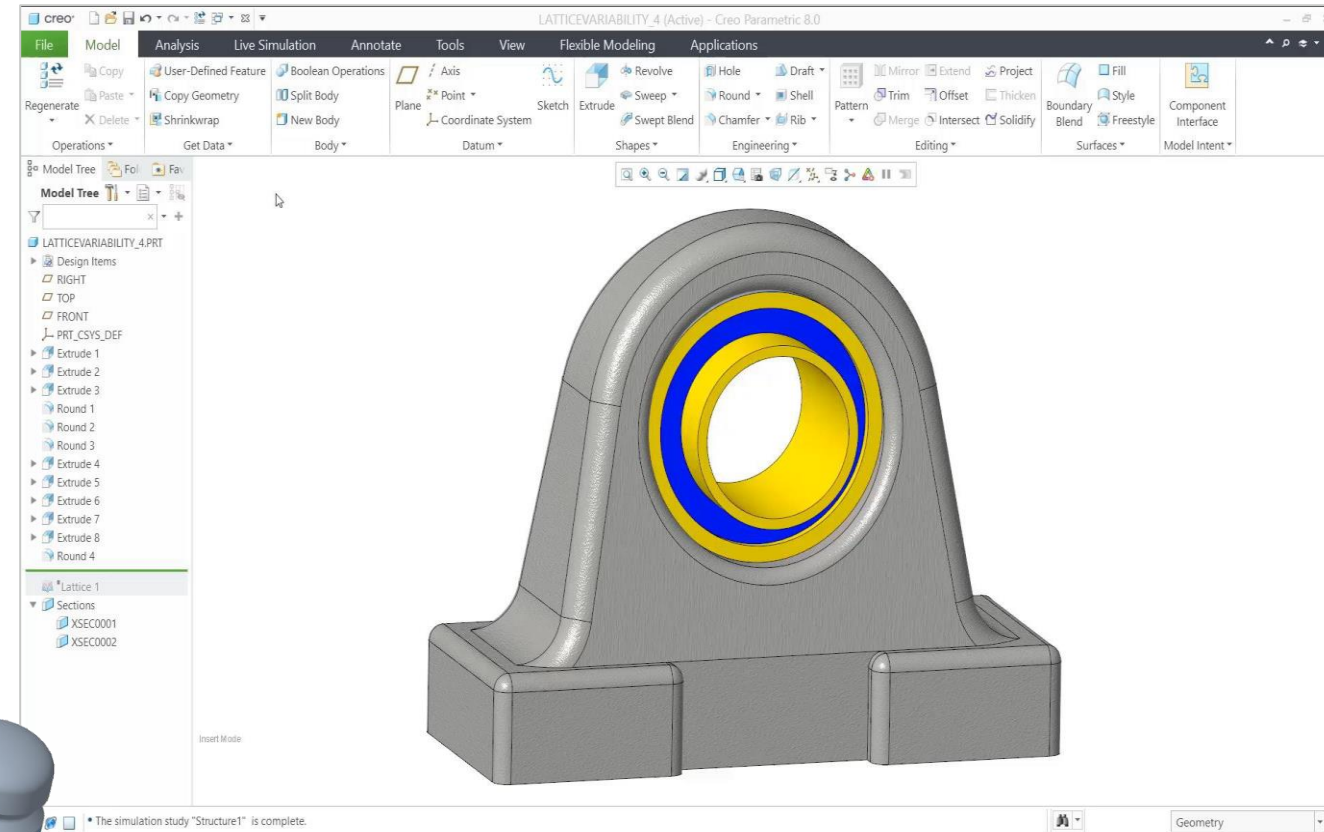 creo·
LATTICEVARIABILITY_4 (Active) - Creo Parametric 8.0
File Model Analysis Live Simulation Annotate Tools View Flexible Modeling Applications
Regenerate
Copy
Paste
Delete
Operations
User-Defined Feature
Copy Geometry
Shrinkwrap
Get Data
Boolean Operations
Split Body
New Body
Body
Plane
Axis
Point
Coordinate System
Datum
Sketch
Extrude
Revolve
Sweep
Swept Blend
Shapes
Hole
Round
Chamfer
Draft
Shell
Rib
Engineering
Pattern
Mirror
Extend
Project
Trim
Offset
Thicken
Merge
Intersect
Solidify
Editing
Boundary
Blend
Fill
Style
Freestyle
Surfaces
Component
Interface
Model Intent
Model Tree Fol Fav
Model Tree
LATTICEVARIABILITY_4.PRT
Design Items
RIGHT
TOP
FRONT
PRT_CSYS_DEF
Extrude 1
Extrude 2
Extrude 3
Round 1
Round 2
Round 3
Extrude 4
Extrude 5
Extrude 6
Extrude 7
Extrude 8
Round 4
*Lattice 1
Sections
XSEC0001
XSEC0002
Insert Mode
• The simulation study "Structure1" is complete.
Geometry